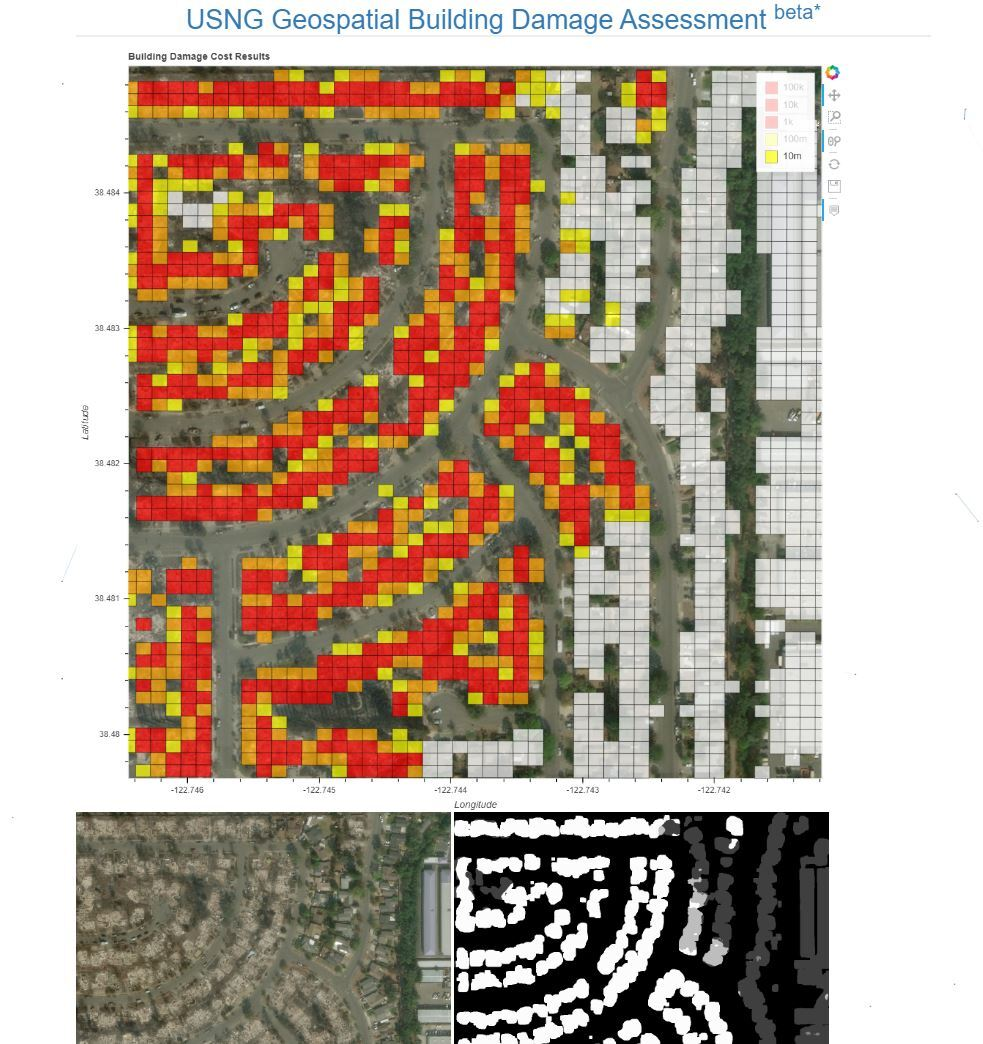 USNG Geospatial Building Damage Assessment beta*
Building Damage Cost Results
100k
10k
1k
100m
10m
38.484
38.483
38.482
38.481
38.48
Latitude
-122.746
-122.745
-122.744
-122.743
-122.742
Longitude